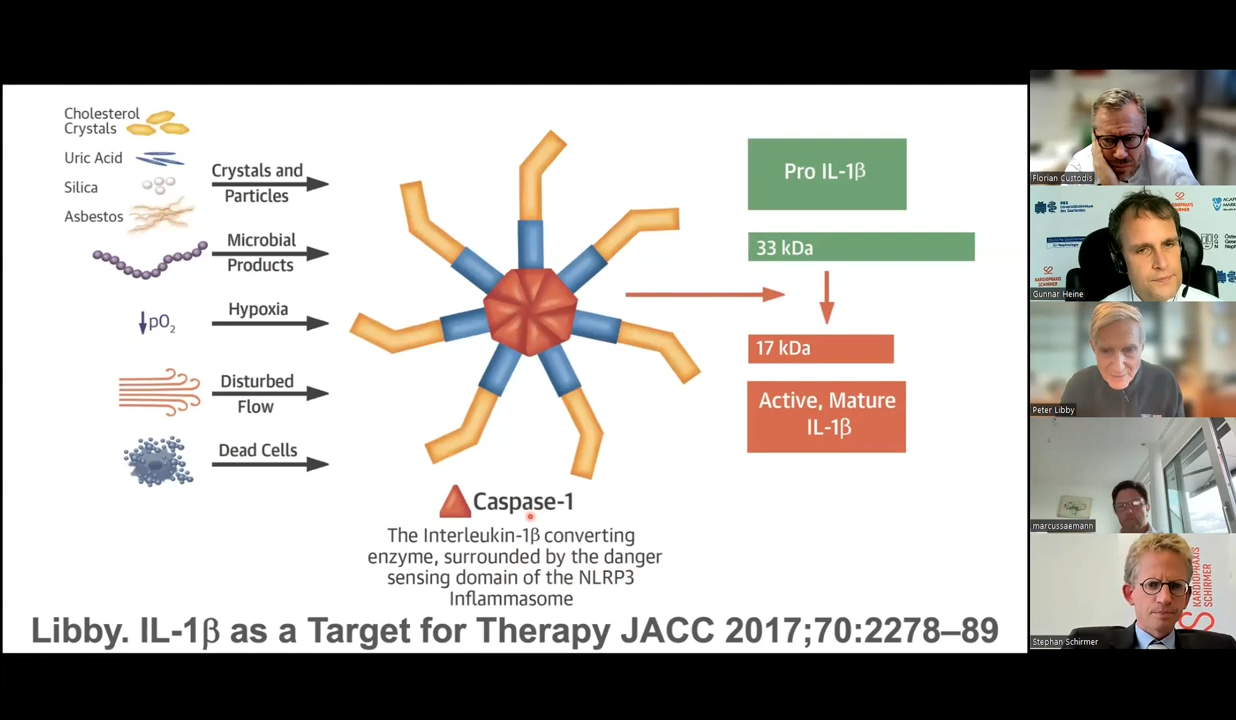 Cholesterol
Crystals
Uric Acid
Silica
Asbestos
Crystals and
Particles
Microbial
Products
↓pO₂
Hypoxia
Disturbed
Flow
Dead Cells
Caspase-1
The Interleukin-1β converting
enzyme, surrounded by the danger
sensing domain of the NLRP3
Inflammasome
Pro IL-1β
33 kDa
17 kDa
Active, Mature
IL-1β
Libby. IL-1β as a Target for Therapy JACC 2017;70:2278–89
Florian Custodis
Gunnar Heine
Peter Libby
marcussaemann
KARDIOPRAXIS
SCHIRMER
Stephan Schirmer